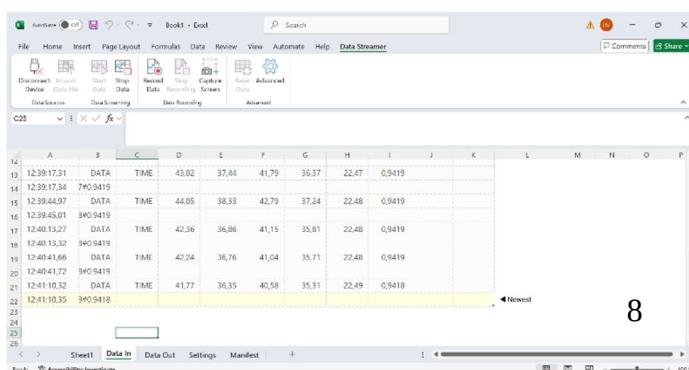 AutoSave Off Book1 - Excel Search
File Home Insert Page Layout Formulas Data Review View Automate Help Data Streamer Comments Share
Disconnect Device Import Data File Start Data Stop Data Record Data Stop Recording Capture Screen Reset Data Advanced
Data Sources Data Streaming Data Recording Advanced
C25 fx
A B C D E F G H I J K L M N O P
12
13 12:39:17,31 DATA TIME 43,02 37,44 41,79 36,37 22,47 0,9419
14 12:39:17,34 7#0.9419
15 12:39:44,97 DATA TIME 44,05 38,33 42,79 37,24 22,48 0,9419
16 12:39:45,01 8#0.9419
17 12:40:13,27 DATA TIME 42,36 36,86 41,15 35,81 22,48 0,9419
18 12:40:13,32 8#0.9419
19 12:40:41,66 DATA TIME 42,24 36,76 41,04 35,71 22,48 0,9419
20 12:40:41,72 8#0.9419
21 12:41:10,32 DATA TIME 41,77 36,35 40,58 35,31 22,49 0,9418
22 12:41:10,35 9#0.9418 Newest
23
24
25
26
8
Sheet1 Data In Data Out Settings Manifest